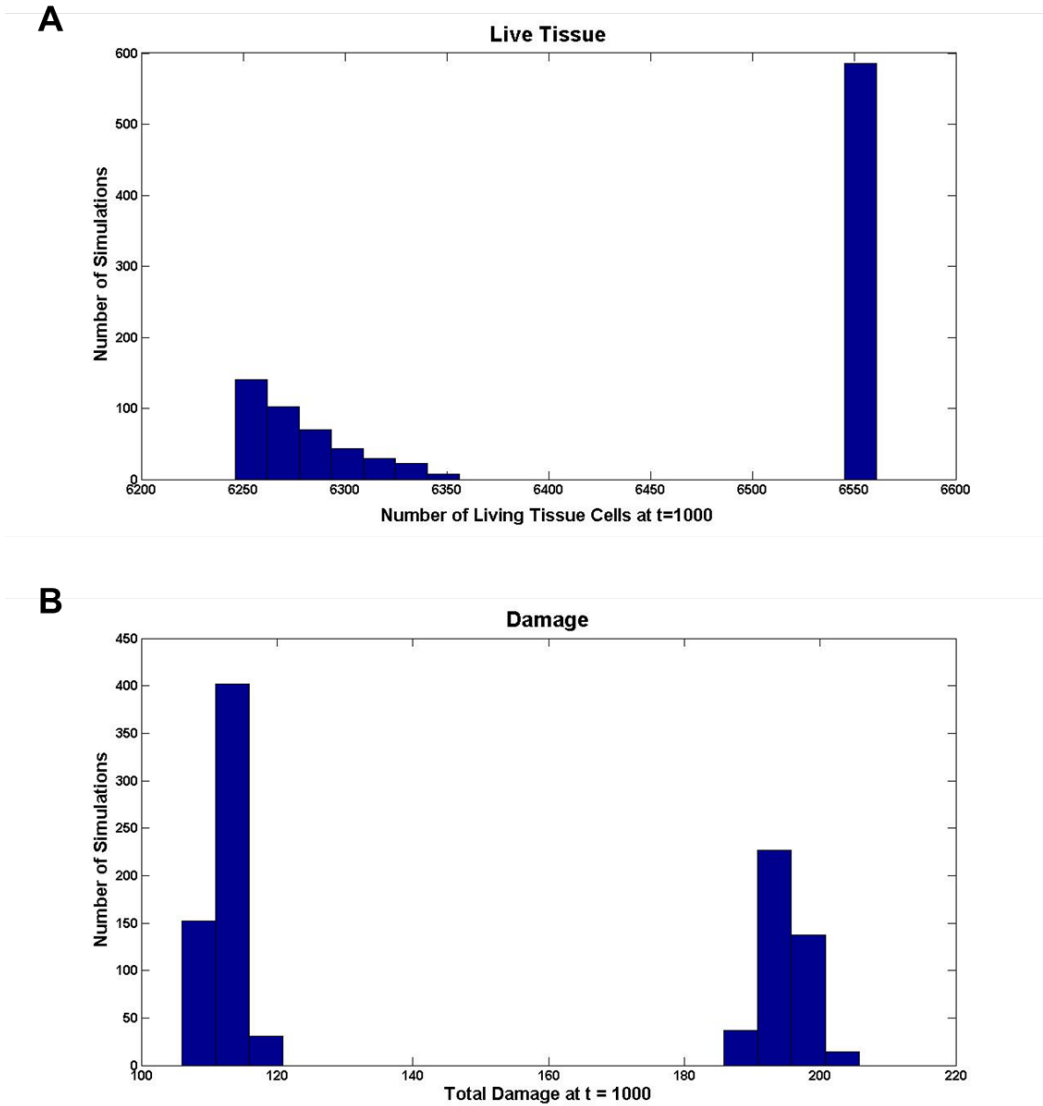 A
Live Tissue
Number of Simulations
600
500
400
300
200
100
0
6200 6250 6300 6350 6400 6450 6500 6550 6600
Number of Living Tissue Cells at t=1000
B
Damage
Number of Simulations
450
400
350
300
250
200
150
100
50
0
100 120 140 160 180 200 220
Total Damage at t = 1000